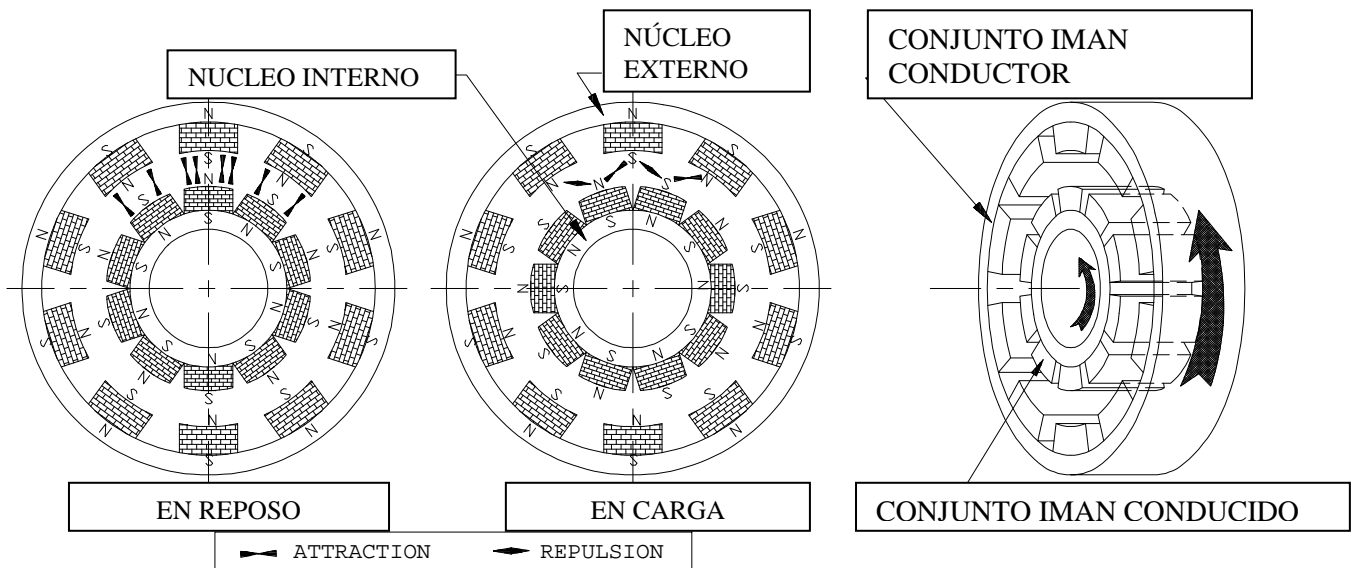 NUCLEO INTERNO
NÚCLEO
EXTERNO
CONJUNTO IMAN
CONDUCTOR
EN REPOSO
EN CARGA
CONJUNTO IMAN CONDUCIDO
ATTRACTION
REPULSION